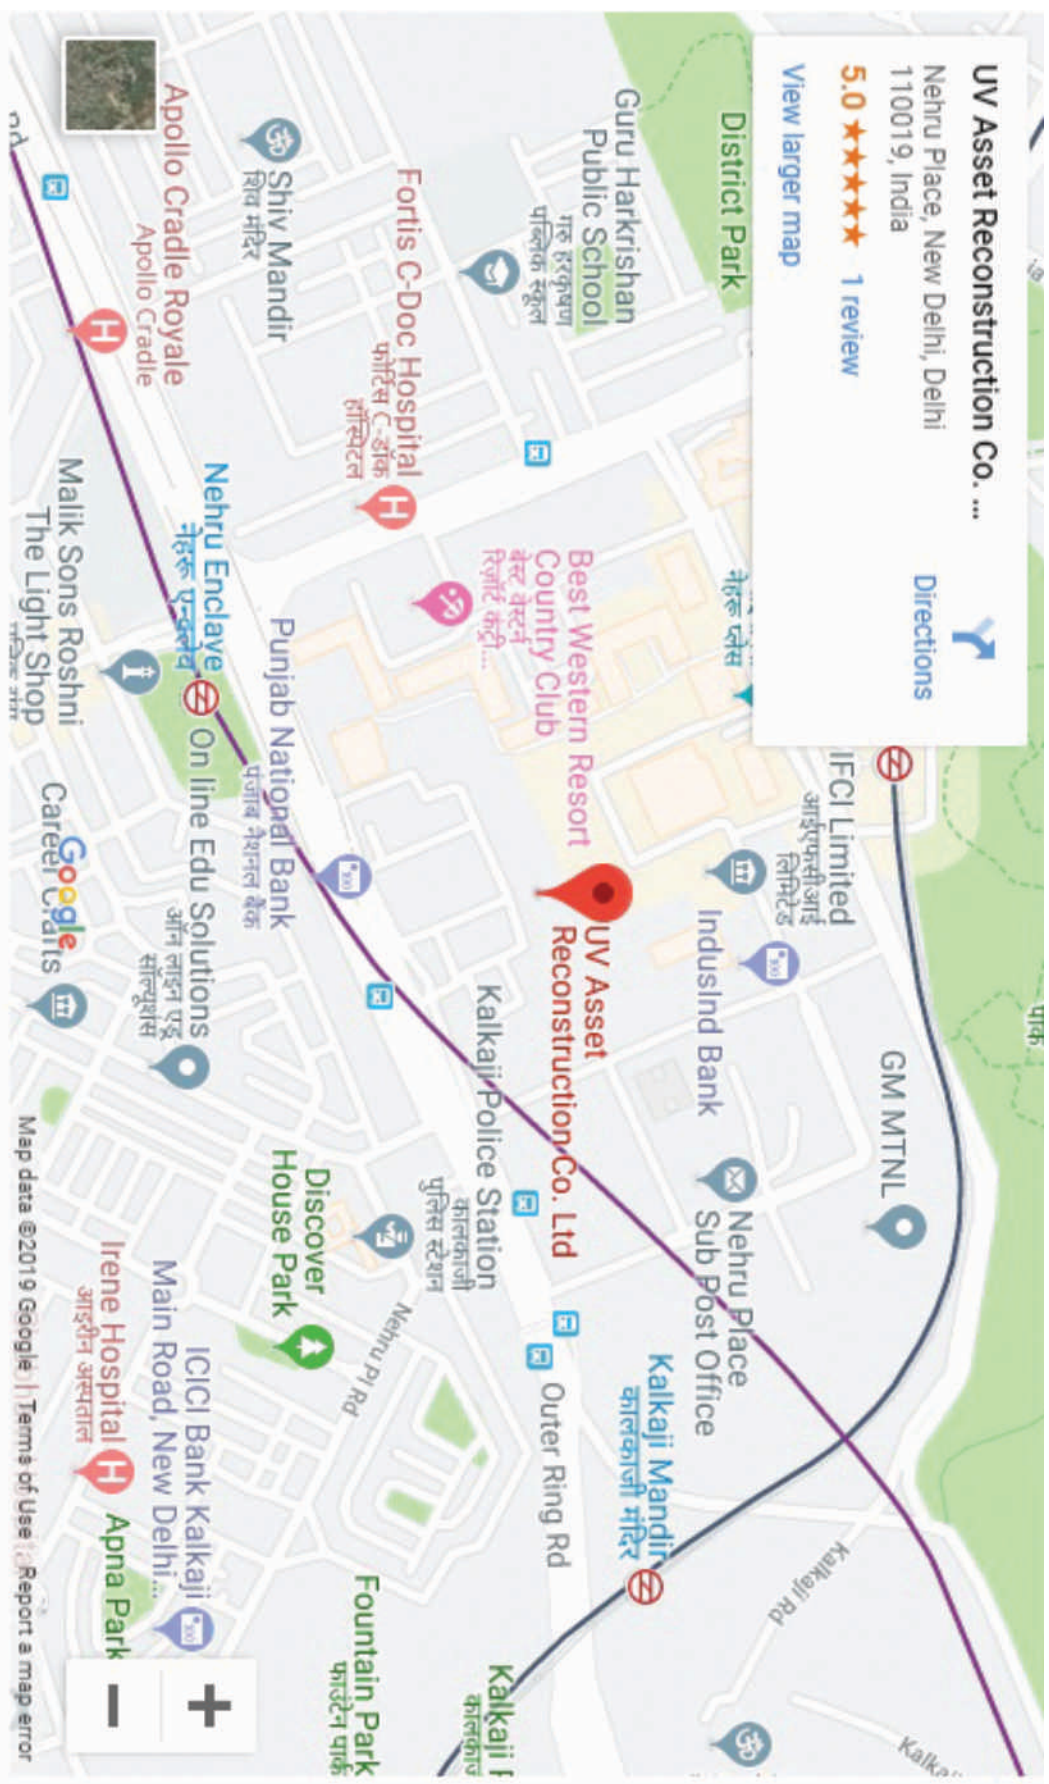 UV Asset Reconstruction Co. ...
Nehru Place, New Delhi, Delhi
110019, India
Directions
5.0 ★★★★★ 1 review
View larger map
District Park
Guru Harkrishan
Public School
गुरु हरकृष्ण
पब्लिक स्कूल
Fortis C-Doc Hospital
फोर्टिस C-डॉक
हॉस्पिटल
Shiv Mandir
शिव मंदिर
Apollo Cradle Royale
Apollo Cradle
नेहरू प्लेस
Best Western Resort
Country Club
बेस्ट वेस्टर्न
रिज़ॉर्ट कंट्री...
Nehru Enclave
नेहरू एन्क्लेव
Punjab National Bank
पंजाब नेशनल बैंक
Malik Sons Roshni
The Light Shop
On line Edu Solutions
ऑन लाइन एडू
सॉल्यूशंस
Career Crafts
Google
IFCI Limited
आईएफसीआई
लिमिटेड
IndusInd Bank
UV Asset
Reconstruction Co. Ltd
GM MTNL
पार्क
Nehru Place
Sub Post Office
Kalkaji Police Station
कालकाजी
पुलिस स्टेशन
Discover
House Park
Nehru Pl Rd
Outer Ring Rd
Kalkaji Mandir
कालकाजी मंदिर
Kalkaji Rd
ICICI Bank Kalkaji
Main Road, New Delhi...
Irene Hospital
आइरीन अस्पताल
Apna Park
Fountain Park
फाउंटेन पार्क
Kalkaji
Rd
+
−
Map data ©2019 Google
Terms of Use
Report a map error